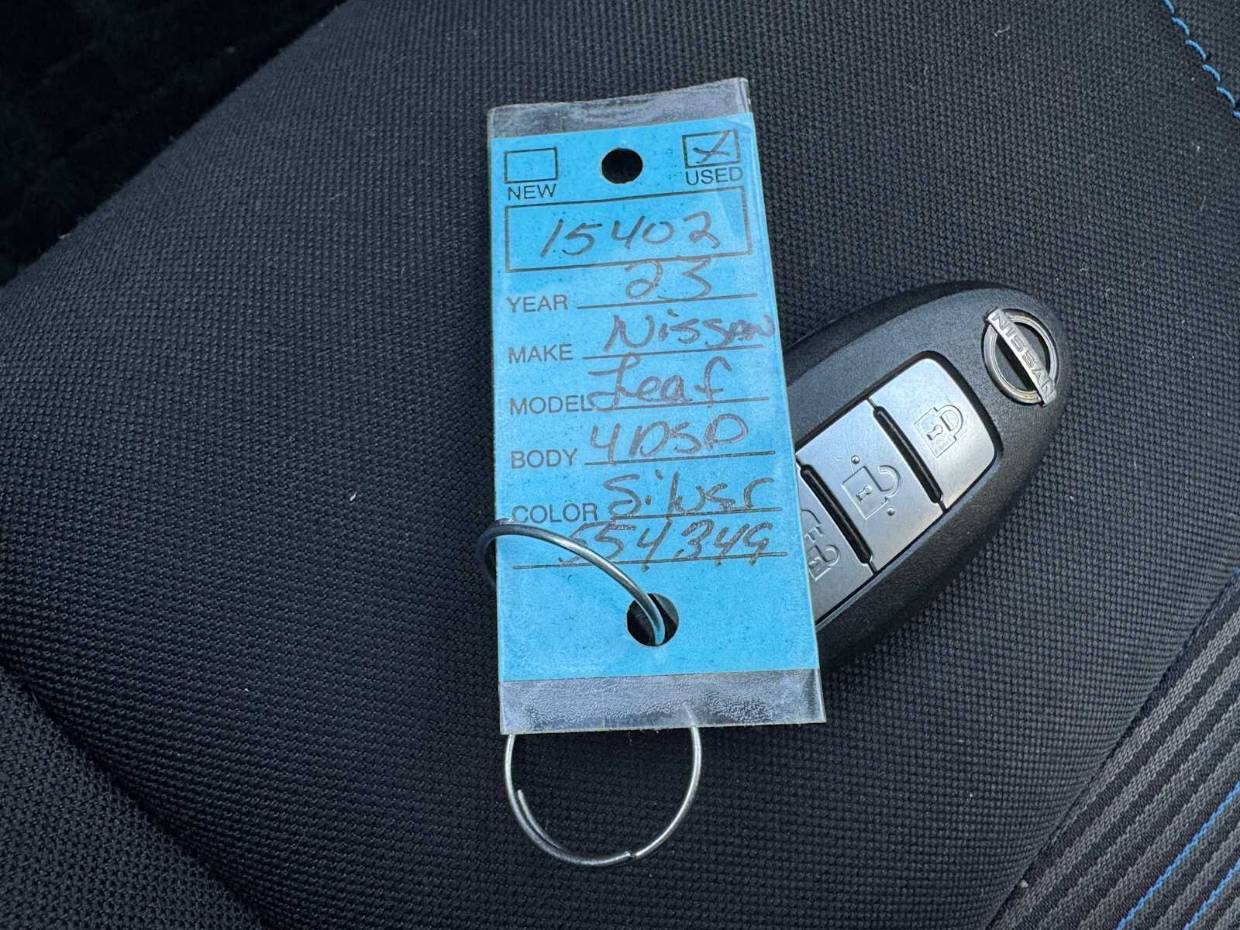 NEW USED
15402
YEAR 23
MAKE Nissan
MODEL Leaf
BODY 4DSD
COLOR Silver
554349
NISSAN